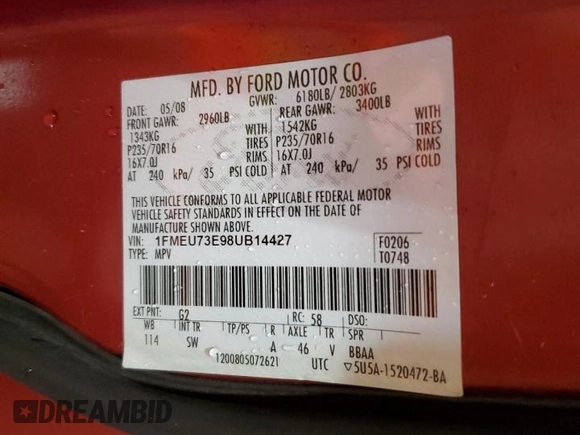 MFD. BY FORD MOTOR CO.
DATE: 05/08 GVWR: 6180LB/ 2803KG
FRONT GAWR: 2960LB REAR GAWR: 3400LB
1343KG WITH 1542KG WITH
P235/70R16 TIRES P235/70R16 TIRES
16X7.0J RIMS 16X7.0J RIMS
AT 240 kPa/ 35 PSI COLD AT 240 kPa/ 35 PSI COLD
THIS VEHICLE CONFORMS TO ALL APPLICABLE FEDERAL MOTOR
VEHICLE SAFETY STANDARDS IN EFFECT ON THE DATE OF
MANUFACTURE SHOWN ABOVE.
VIN: 1FMEU73E98UB14427 F0206
TYPE: MPV T0748
EXT PNT: G2 RC: 58 DSO:
WB INT TR TP/PS R AXLE TR SPR
114 SW A 46 V BBAA
1200805072621 UTC 5U5A-1520472-BA
DREAMBID